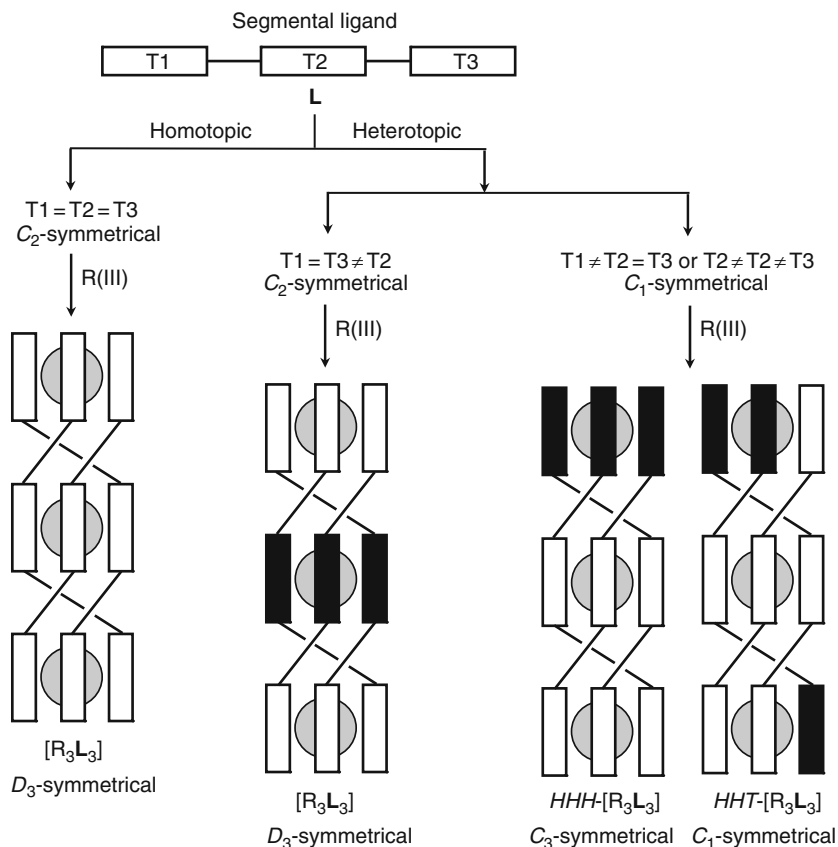 Segmental ligand
T1 T2 T3
L
Homotopic Heterotopic
T1 = T2 = T3
C2-symmetrical
R(III)
T1 = T3 ≠ T2
C2-symmetrical
R(III)
T1 ≠ T2 = T3 or T2 ≠ T2 ≠ T3
C1-symmetrical
R(III)
[R3L3]
D3-symmetrical
[R3L3]
D3-symmetrical
HHH-[R3L3]
C3-symmetrical
HHT-[R3L3]
C1-symmetrical